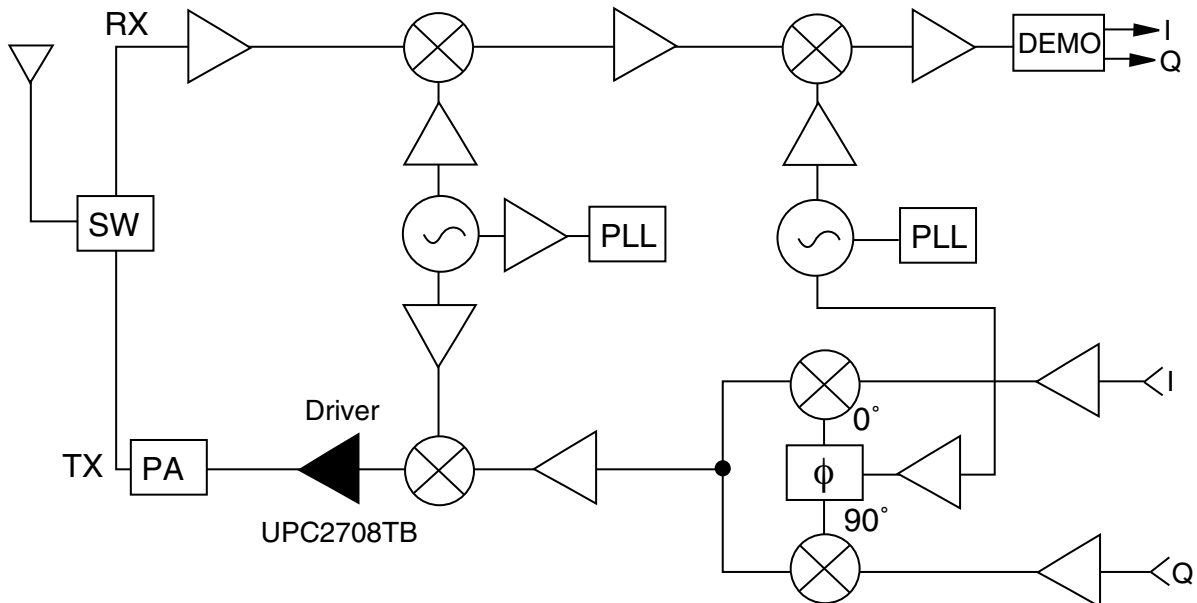 RX
I
DEMO
Q
SW
PLL
PLL
Driver
I
0°
TX
PA
ϕ
90°
UPC2708TB
Q